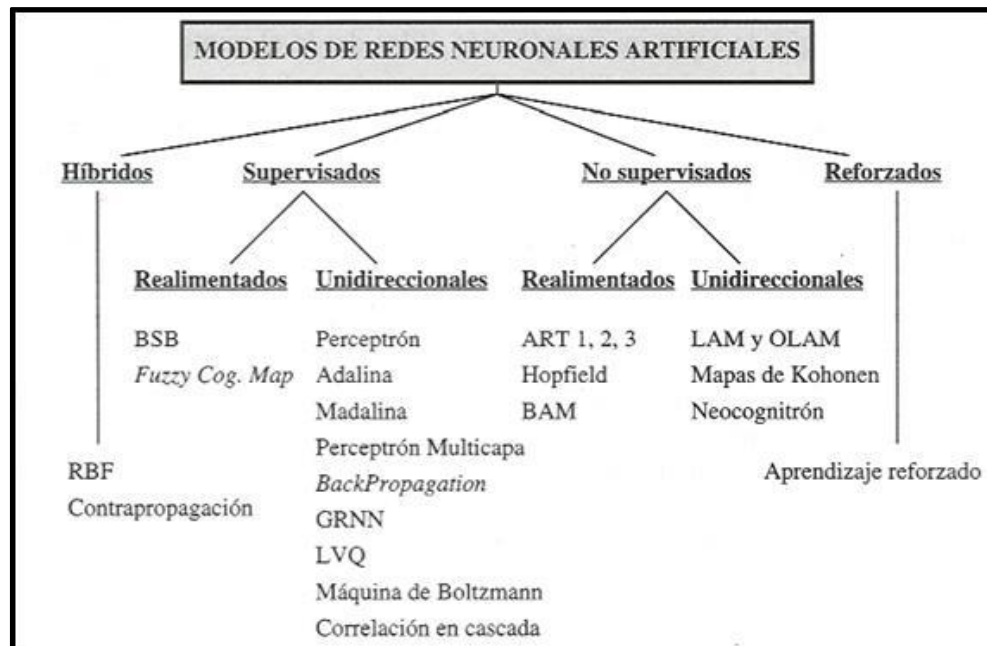 MODELOS DE REDES NEURONALES ARTIFICIALES
Híbridos Supervisados No supervisados Reforzados
Realimentados Unidireccionales Realimentados Unidireccionales
BSB Perceptrón ART 1, 2, 3 LAM y OLAM
Fuzzy Cog. Map Adalina Hopfield Mapas de Kohonen
Madalina BAM Neocognitrón
Perceptrón Multicapa
RBF BackPropagation Aprendizaje reforzado
Contrapropagación GRNN
LVQ
Máquina de Boltzmann
Correlación en cascada